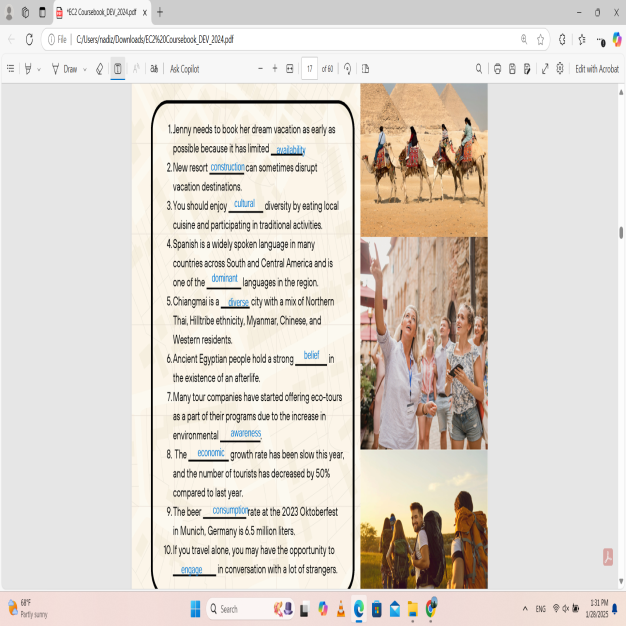 *EC2 Coursebook_DEV_2024.pdf
File | C:/Users/nadiz/Downloads/EC2%20Coursebook_DEV_2024.pdf
Draw
Ask Copilot
17 of 60
Edit with Acrobat
1. Jenny needs to book her dream vacation as early as
possible because it has limited availability
2. New resort construction can sometimes disrupt
vacation destinations.
3. You should enjoy cultural diversity by eating local
cuisine and participating in traditional activities.
4. Spanish is a widely spoken language in many
countries across South and Central America and is
one of the dominant languages in the region.
5. Chiangmai is a diverse city with a mix of Northern
Thai, Hilltribe ethnicity, Myanmar, Chinese, and
Western residents.
6. Ancient Egyptian people hold a strong belief in
the existence of an afterlife.
7. Many tour companies have started offering eco-tours
as a part of their programs due to the increase in
environmental awareness.
8. The economic growth rate has been slow this year,
and the number of tourists has decreased by 50%
compared to last year.
9. The beer consumption rate at the 2023 Oktoberfest
in Munich, Germany is 6.5 million liters.
10. If you travel alone, you may have the opportunity to
engage in conversation with a lot of strangers.
68°F
Partly sunny
Search
ENG
1:31 PM
1/28/2025